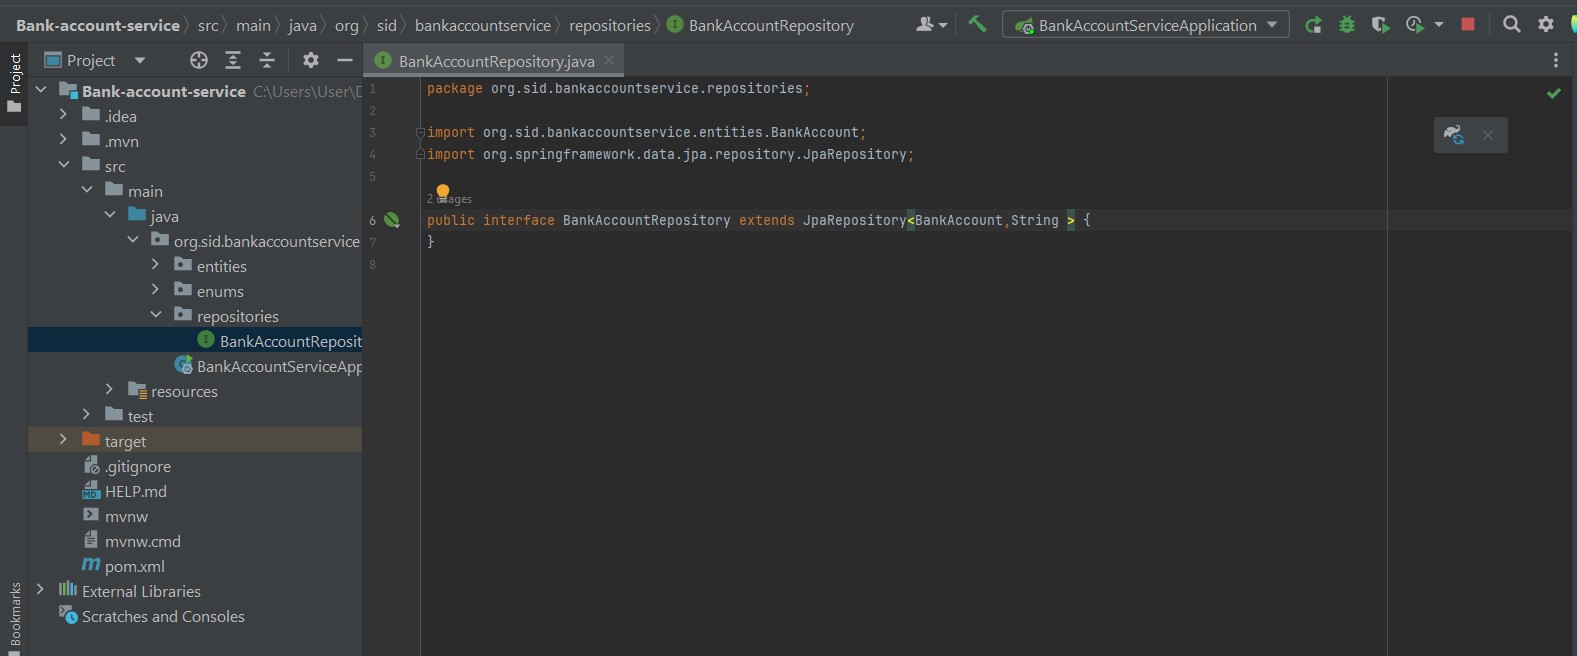 Bank-account-service src main java org sid bankaccountservice repositories BankAccountRepository BankAccountServiceApplication
Project
Project
BankAccountRepository.java
Bank-account-service C:\Users\User\D
.idea
.mvn
src
main
java
org.sid.bankaccountservice
entities
enums
repositories
BankAccountReposit
BankAccountServiceApp
resources
test
target
.gitignore
HELP.md
mvnw
mvnw.cmd
pom.xml
External Libraries
Scratches and Consoles
Bookmarks
1 package org.sid.bankaccountservice.repositories;
2
3 import org.sid.bankaccountservice.entities.BankAccount;
4 import org.springframework.data.jpa.repository.JpaRepository;
5
2 usages
6 public interface BankAccountRepository extends JpaRepository<BankAccount,String > {
7 }
8